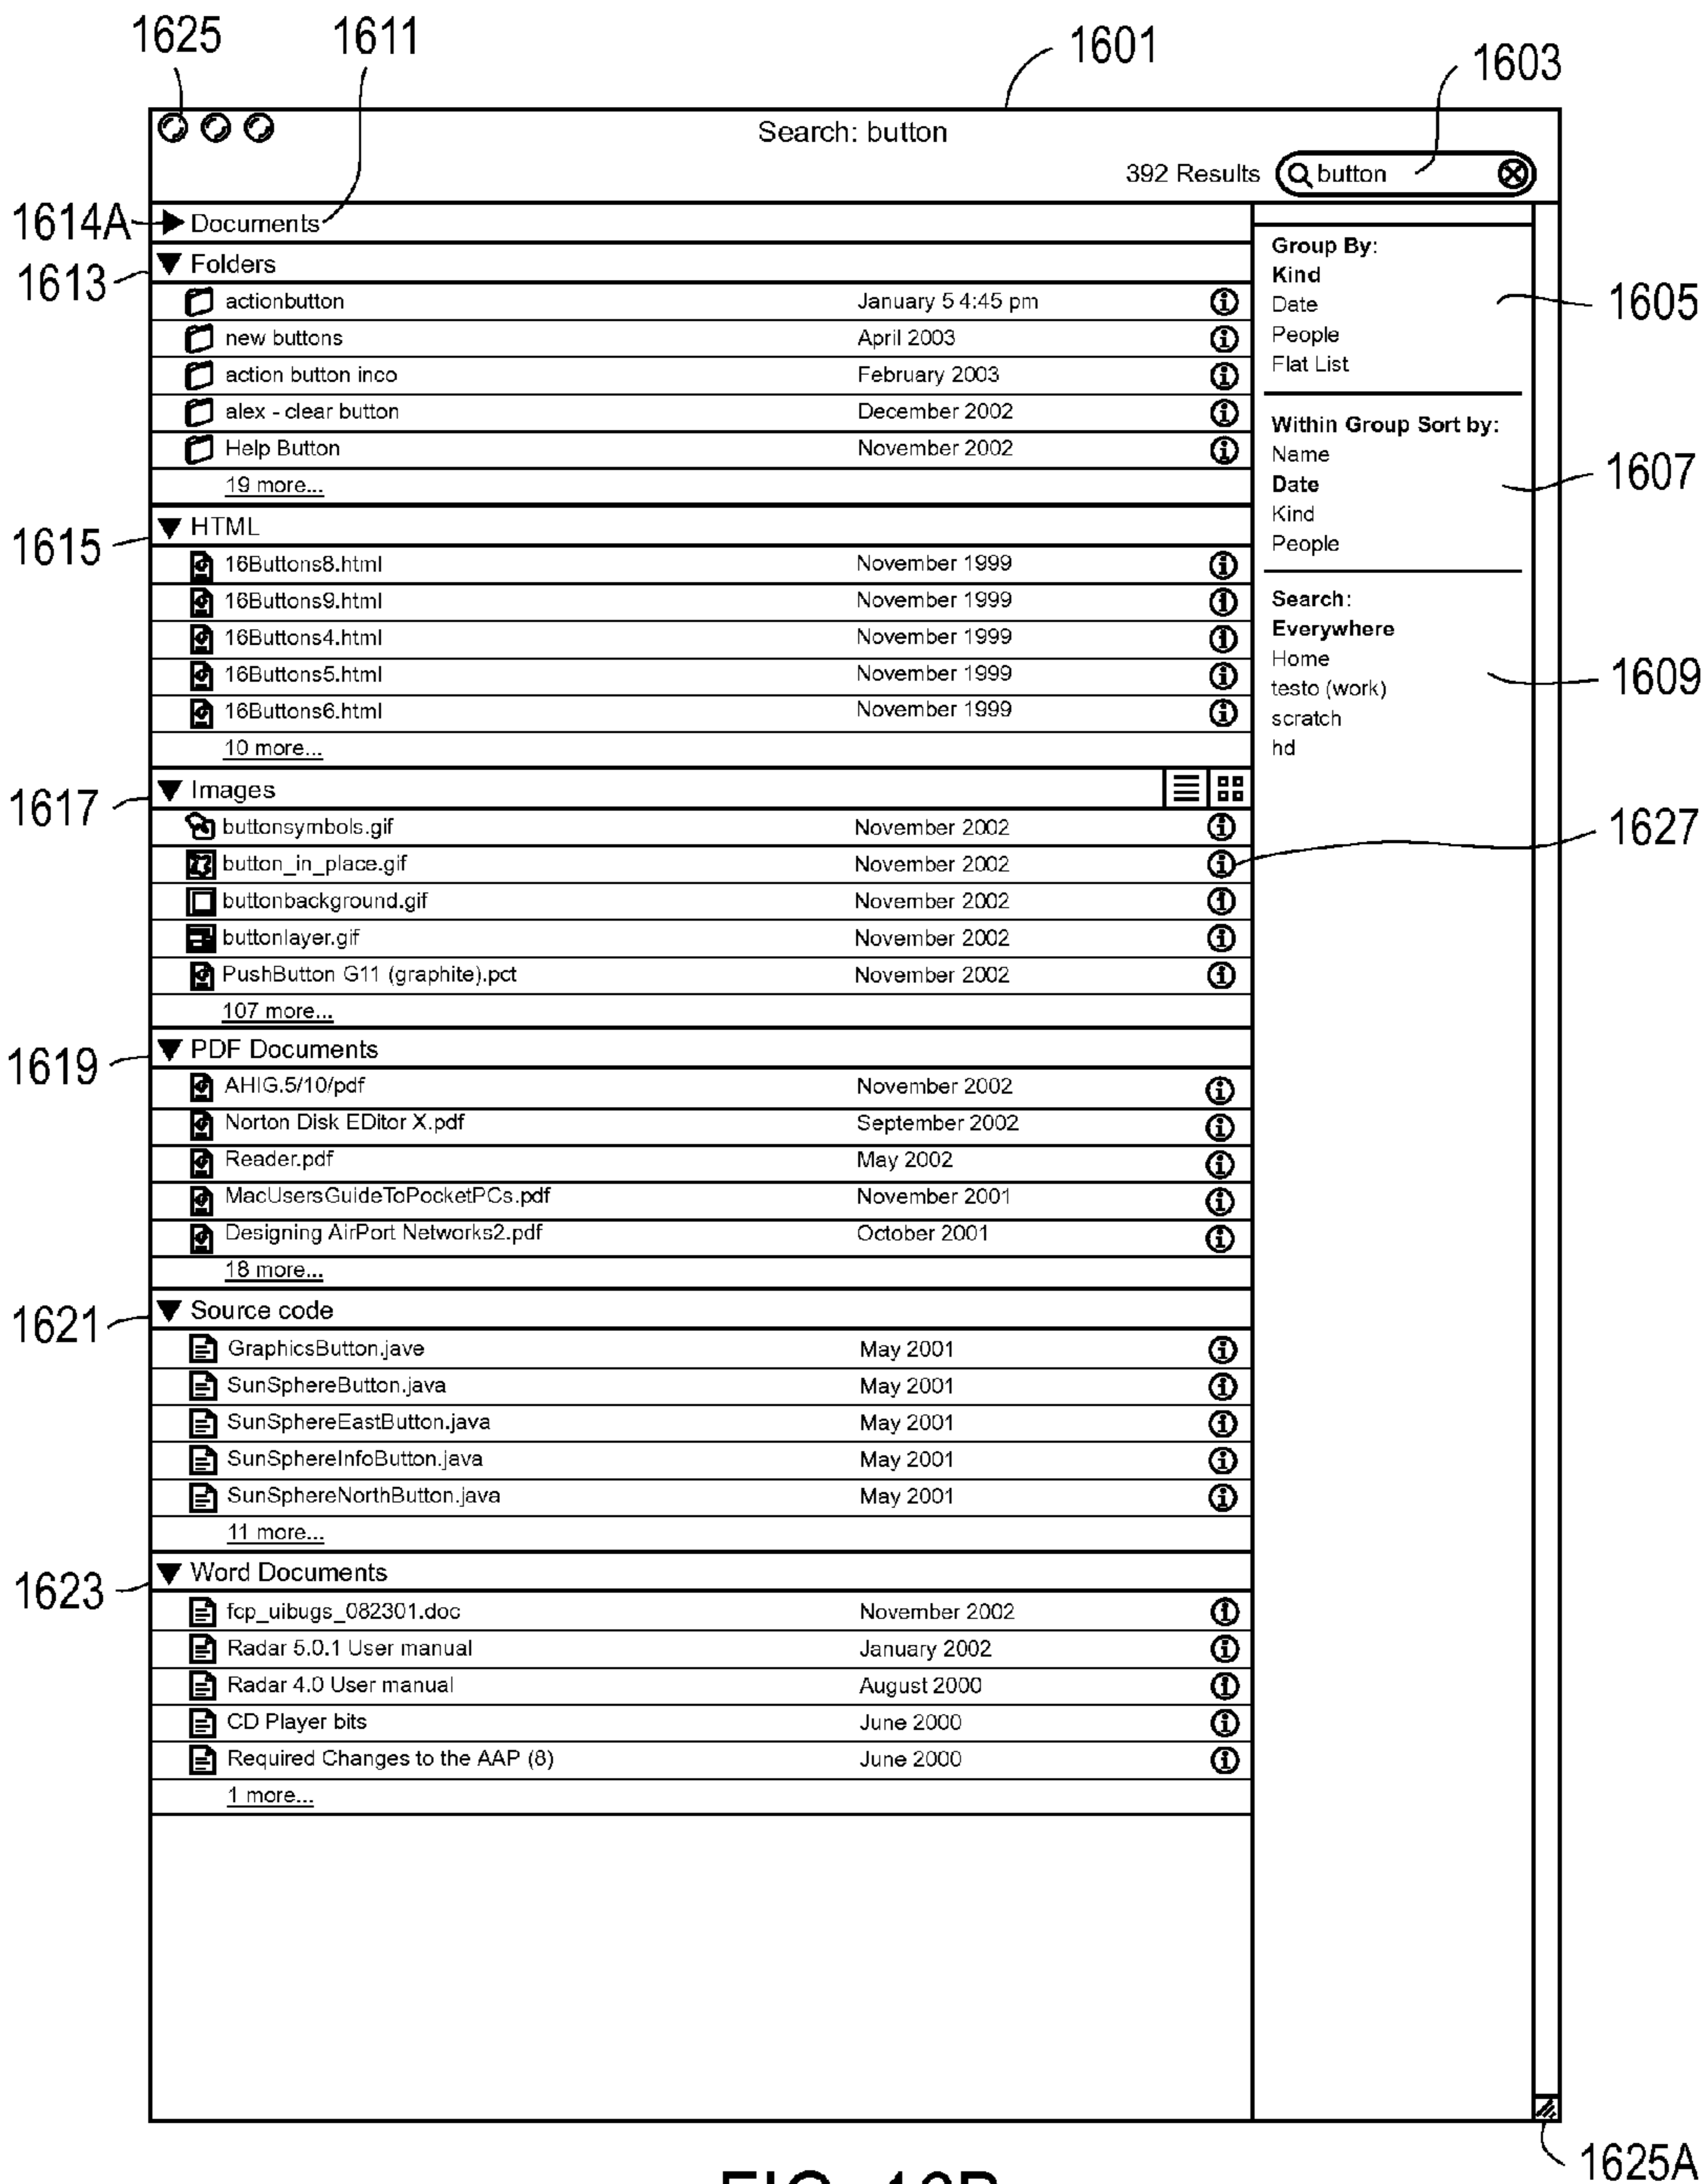 1625 1611 1601 1603
Search: button
392 Results button
1614A Documents
1613 Folders
actionbutton January 5 4:45 pm
new buttons April 2003
action button inco February 2003
alex - clear button December 2002
Help Button November 2002
19 more...
1615 HTML
16Buttons8.html November 1999
16Buttons9.html November 1999
16Buttons4.html November 1999
16Buttons5.html November 1999
16Buttons6.html November 1999
10 more...
1617 Images
buttonsymbols.gif November 2002
button_in_place.gif November 2002
buttonbackground.gif November 2002
buttonlayer.gif November 2002
PushButton G11 (graphite).pct November 2002
107 more...
1619 PDF Documents
AHIG.5/10/pdf November 2002
Norton Disk EDitor X.pdf September 2002
Reader.pdf May 2002
MacUsersGuideToPocketPCs.pdf November 2001
Designing AirPort Networks2.pdf October 2001
18 more...
1621 Source code
GraphicsButton.jave May 2001
SunSphereButton.java May 2001
SunSphereEastButton.java May 2001
SunSphereInfoButton.java May 2001
SunSphereNorthButton.java May 2001
11 more...
1623 Word Documents
fcp_uibugs_082301.doc November 2002
Radar 5.0.1 User manual January 2002
Radar 4.0 User manual August 2000
CD Player bits June 2000
Required Changes to the AAP (8) June 2000
1 more...
Group By:
Kind
Date 1605
People
Flat List
Within Group Sort by:
Name
Date 1607
Kind
People
Search:
Everywhere
Home
testo (work) 1609
scratch
hd
1627
1625A